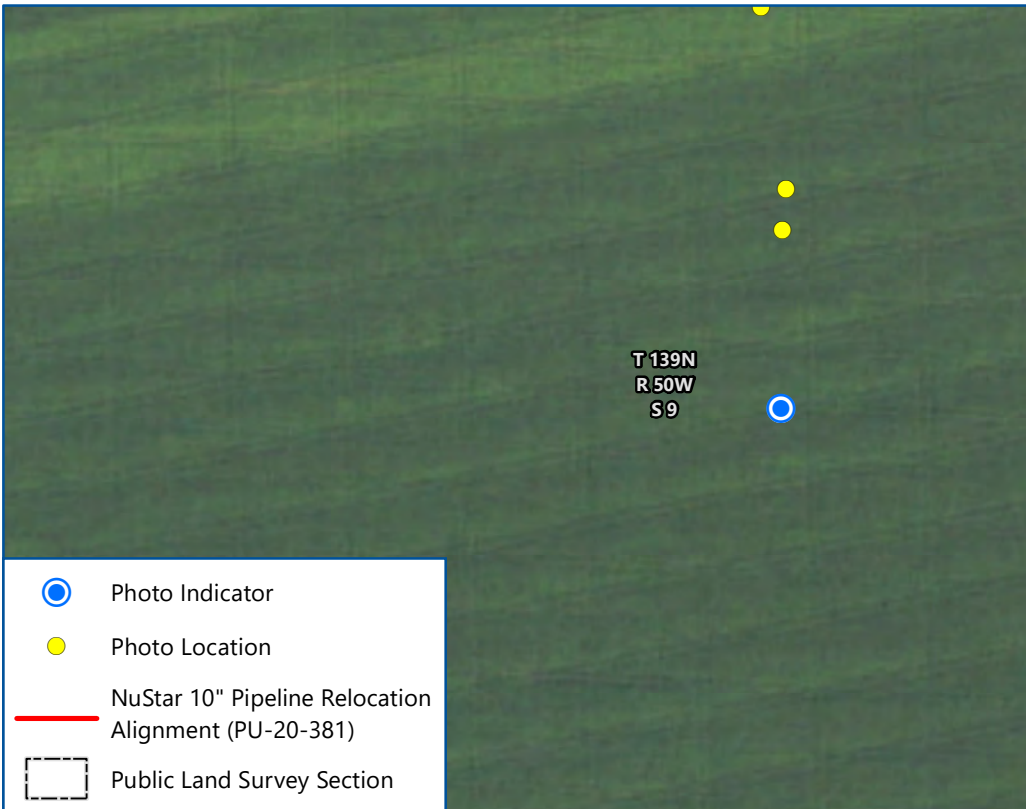 T 139N
R 50W
S 9
Photo Indicator
Photo Location
NuStar 10" Pipeline Relocation
Alignment (PU-20-381)
Public Land Survey Section